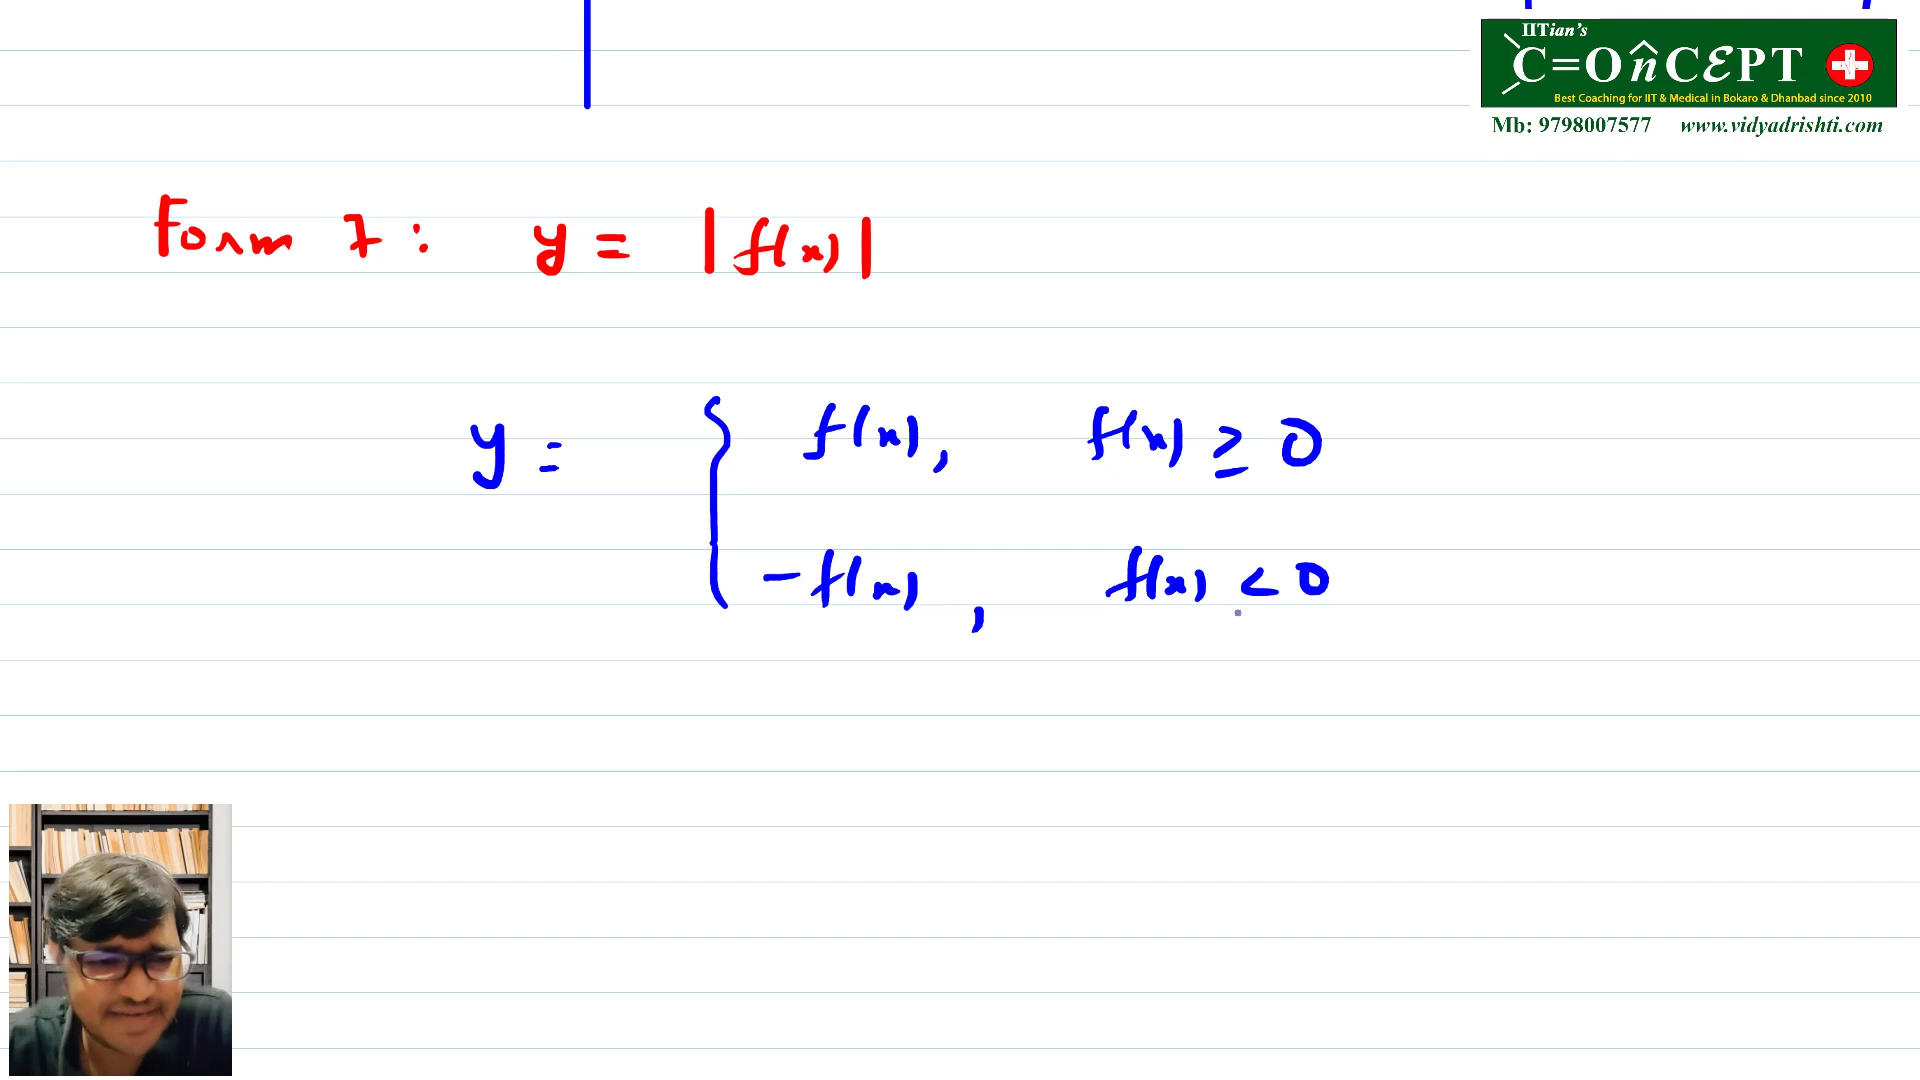 IITian's
C=OnCEPT
Best Coaching for IIT & Medical in Bokaro & Dhanbad since 2010
Mb: 9798007577 www.vidyadrishti.com
Form 7: y = |f(x)|
y = { f(x), f(x) ≥ 0
-f(x), f(x) < 0